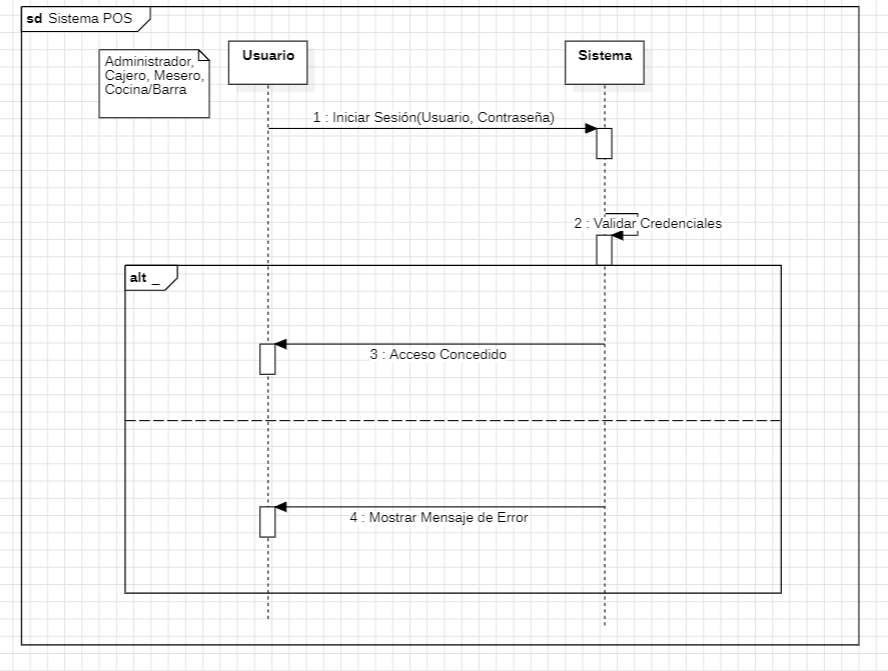 sd Sistema POS
Administrador,
Cajero, Mesero,
Cocina/Barra
Usuario
Sistema
1 : Iniciar Sesión(Usuario, Contraseña)
2 : Validar Credenciales
alt _
3 : Acceso Concedido
4 : Mostrar Mensaje de Error